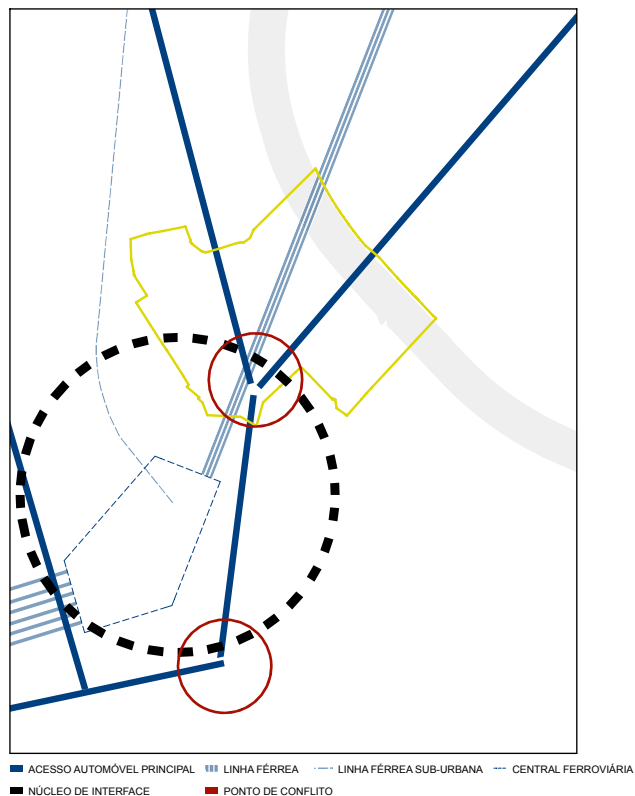 ACESSO AUTOMÓVEL PRINCIPAL LINHA FÉRREA LINHA FÉRREA SUB-URBANA CENTRAL FERROVIÁRIA
NÚCLEO DE INTERFACE PONTO DE CONFLITO